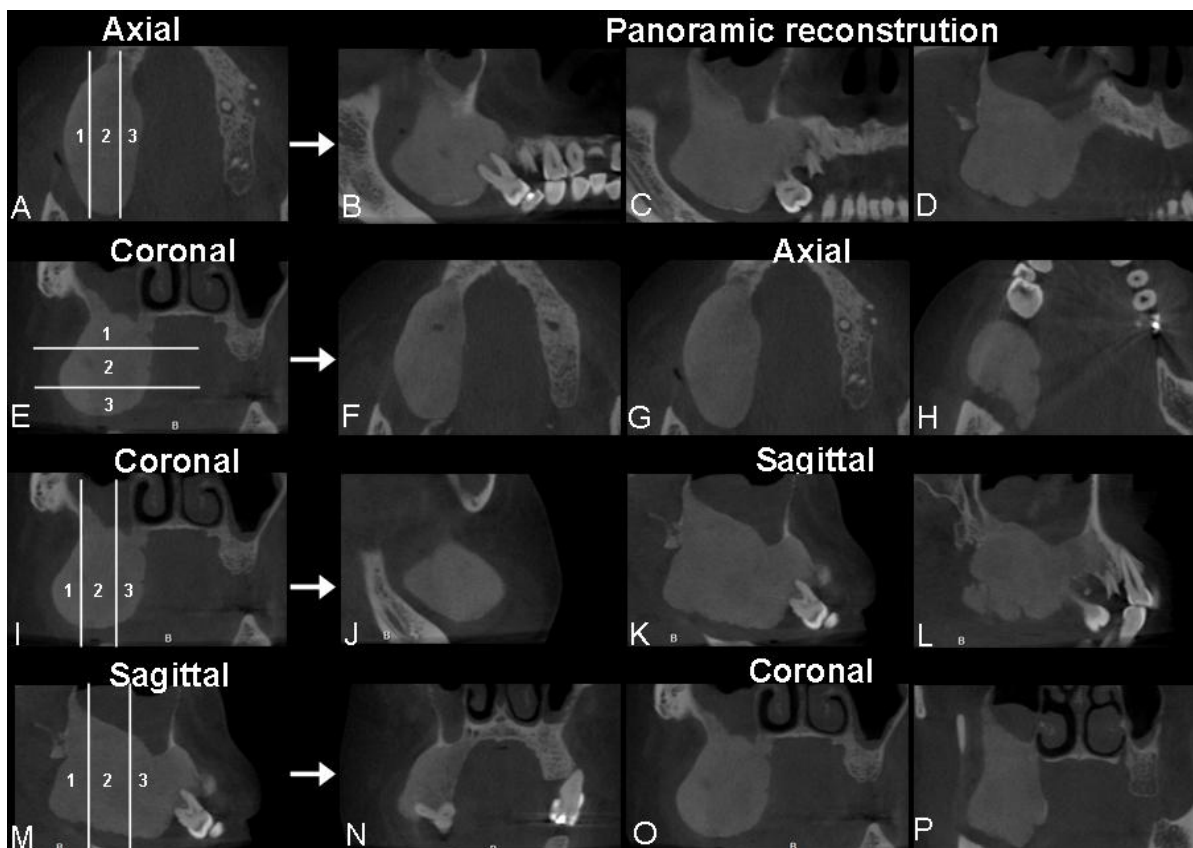 Axial
Panoramic reconstrution
1 2 3
A
B
C
D
Coronal
Axial
1
2
3
B
E
F
G
H
Coronal
Sagittal
1 2 3
B
I
B
J
B
K
B
L
Sagittal
Coronal
1 2 3
B
M
N
B
O
P